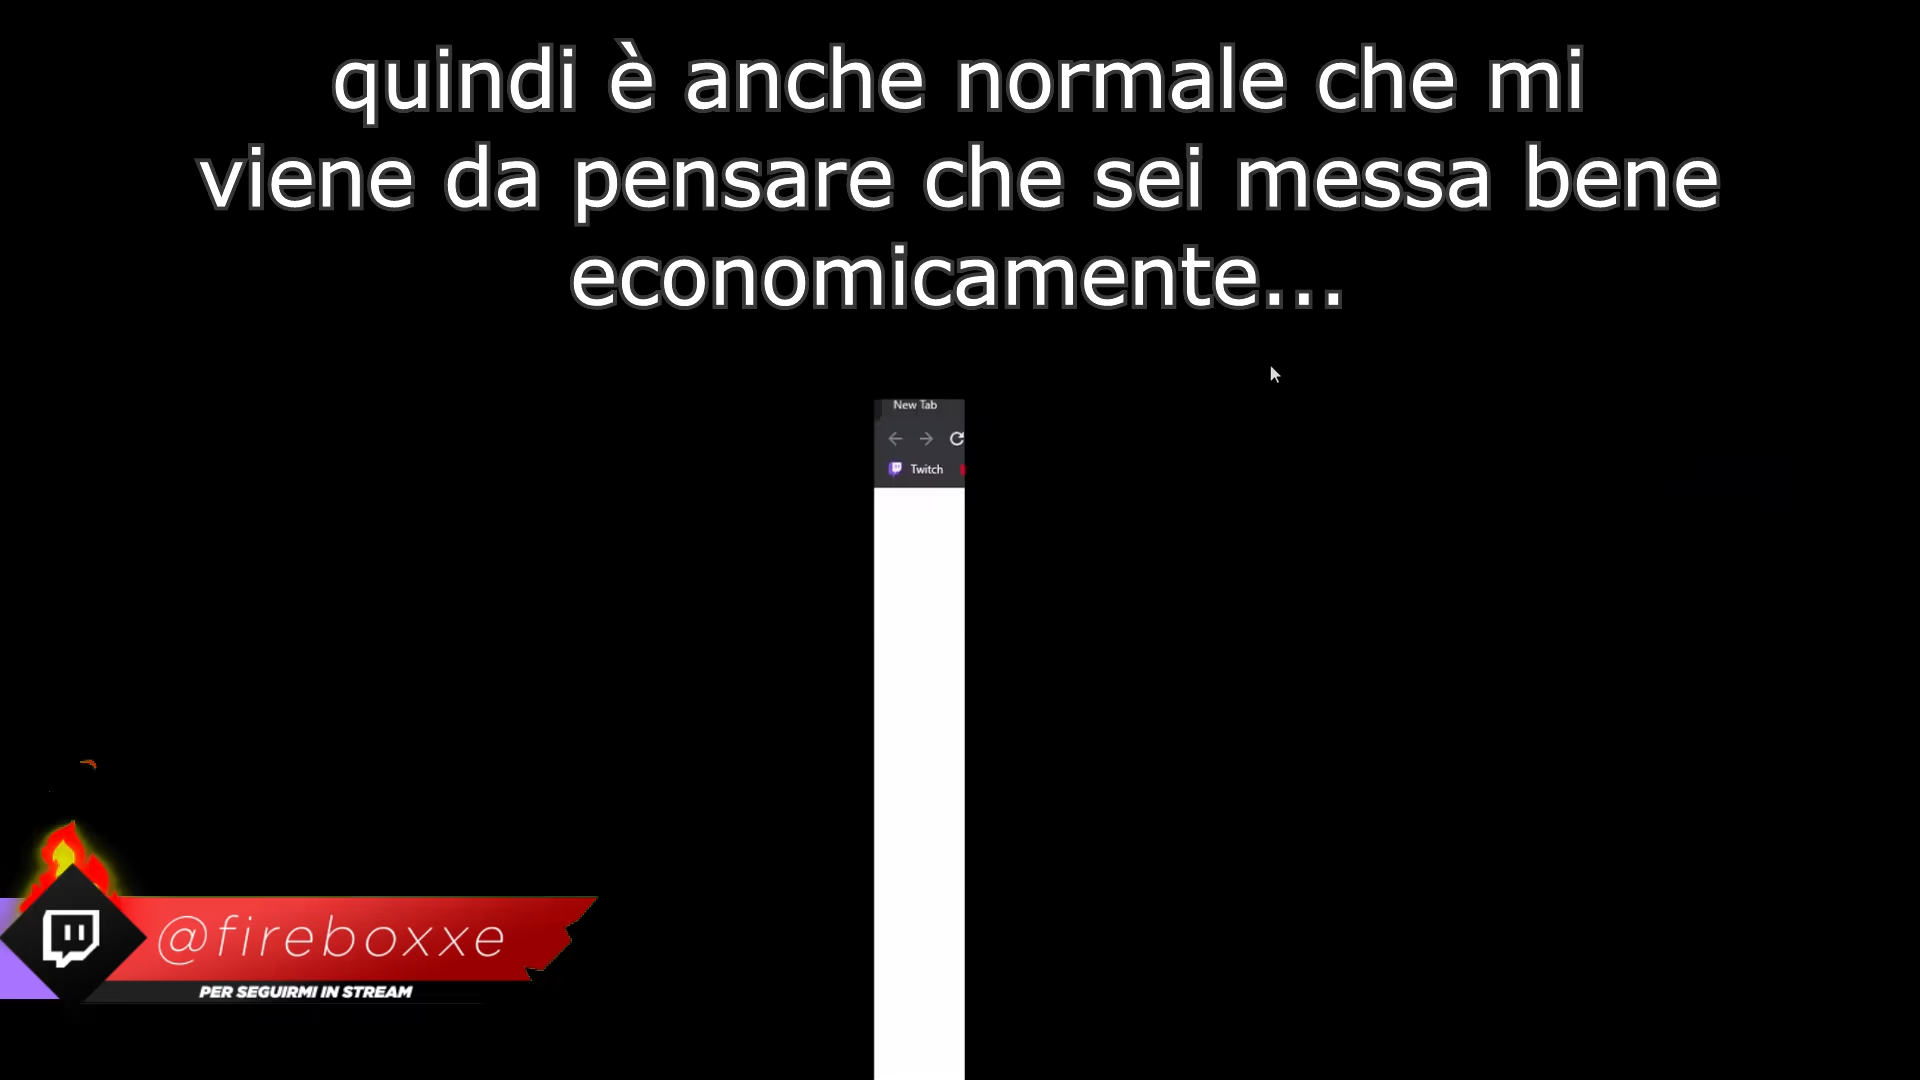 quindi è anche normale che mi
viene da pensare che sei messa bene
economicamente...
New Tab
Twitch
@fireboxxe
PER SEGUIRMI IN STREAM